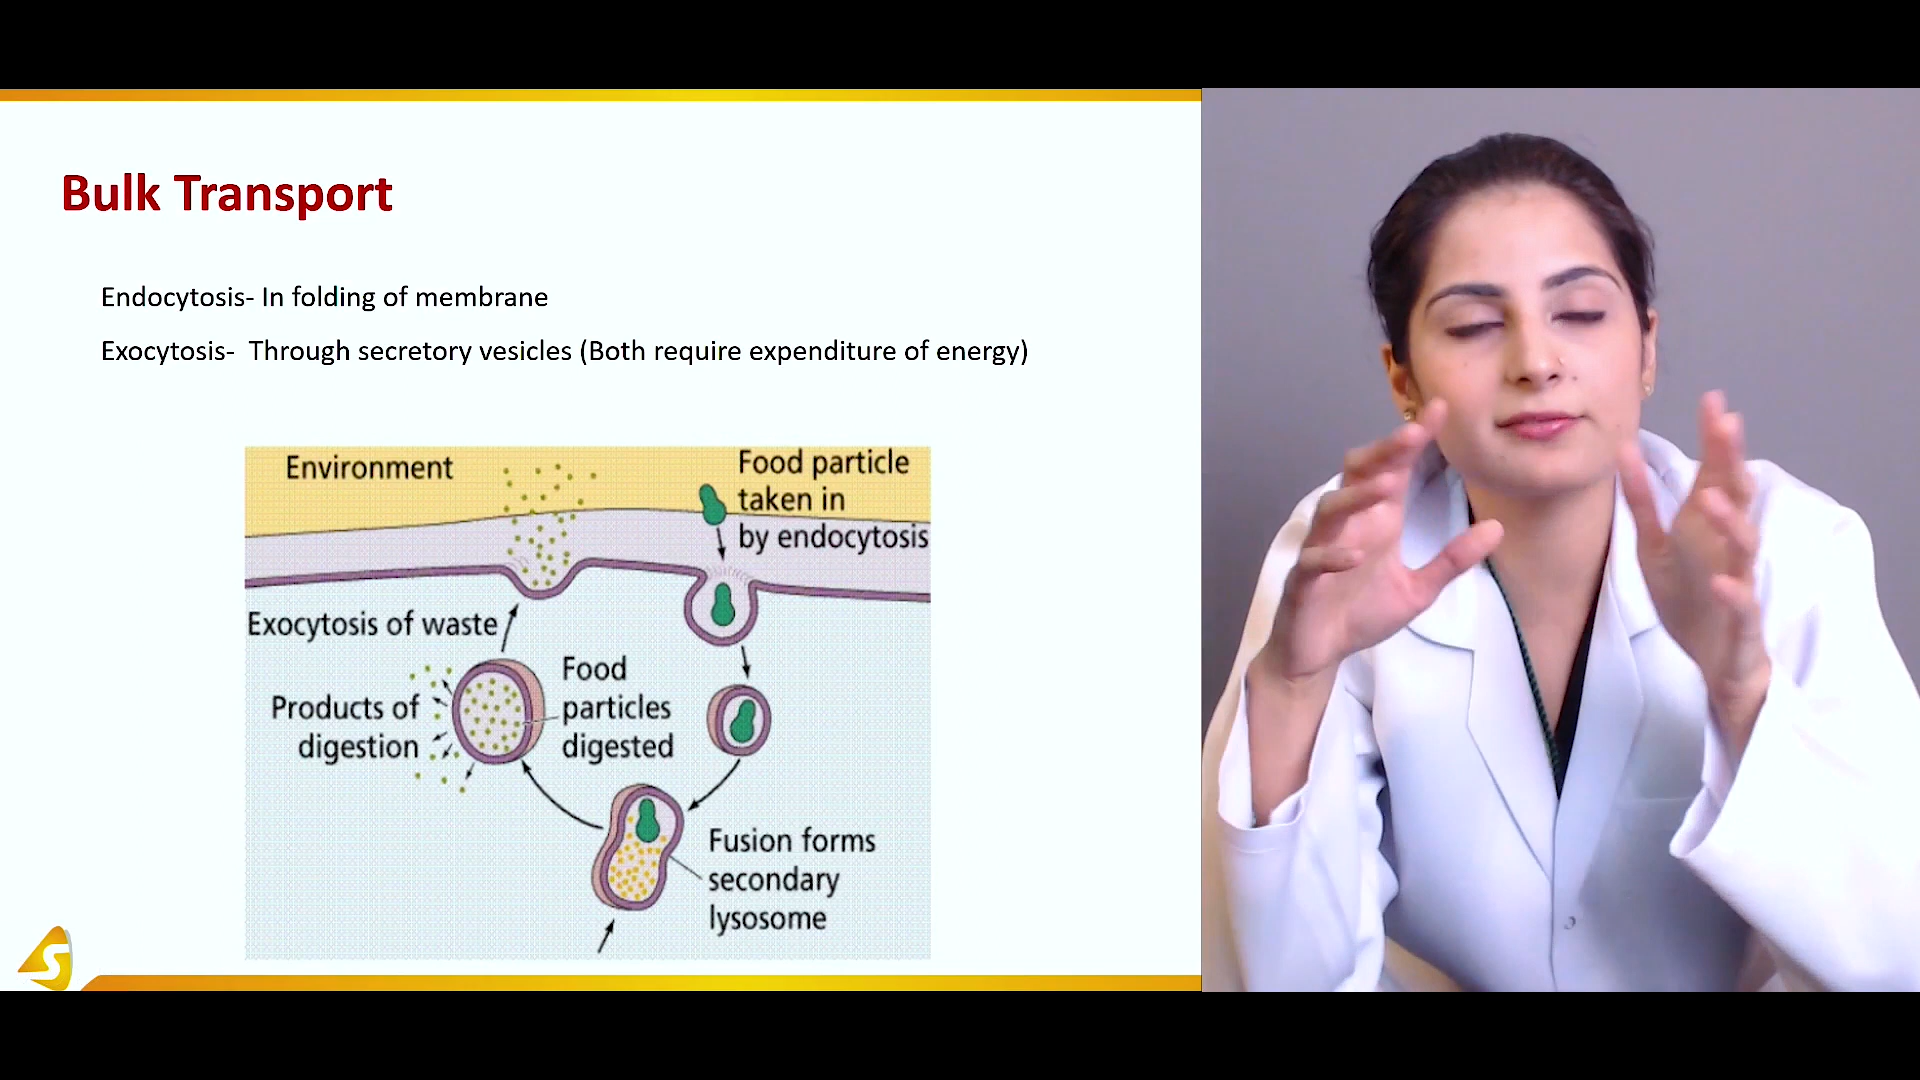 Bulk Transport
Endocytosis- In folding of membrane
Exocytosis- Through secretory vesicles (Both require expenditure of energy)
Environment
Food particle
taken in
by endocytosis
Exocytosis of waste
Food
particles
digested
Products of
digestion
Fusion forms
secondary
lysosome
S